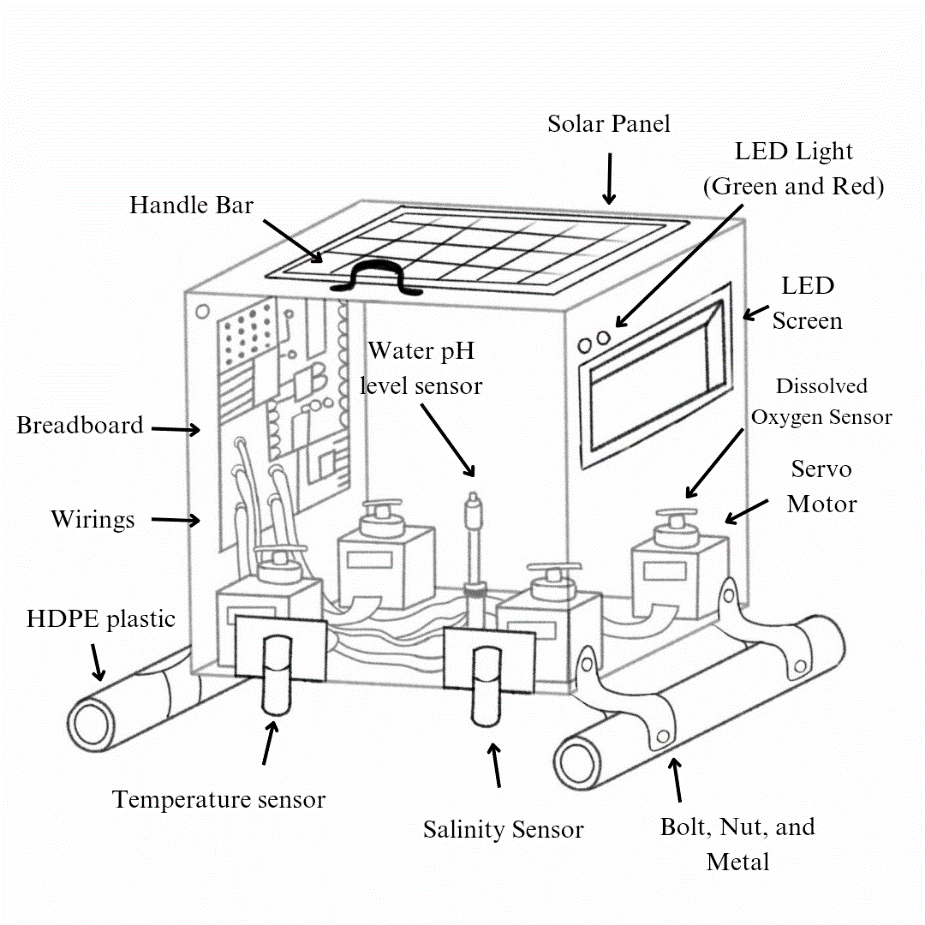 Solar Panel
LED Light
(Green and Red)
Handle Bar
LED
Screen
Water pH
level sensor
Dissolved
Oxygen Sensor
Breadboard
Servo
Motor
Wirings
HDPE plastic
Temperature sensor
Salinity Sensor
Bolt, Nut, and
Metal